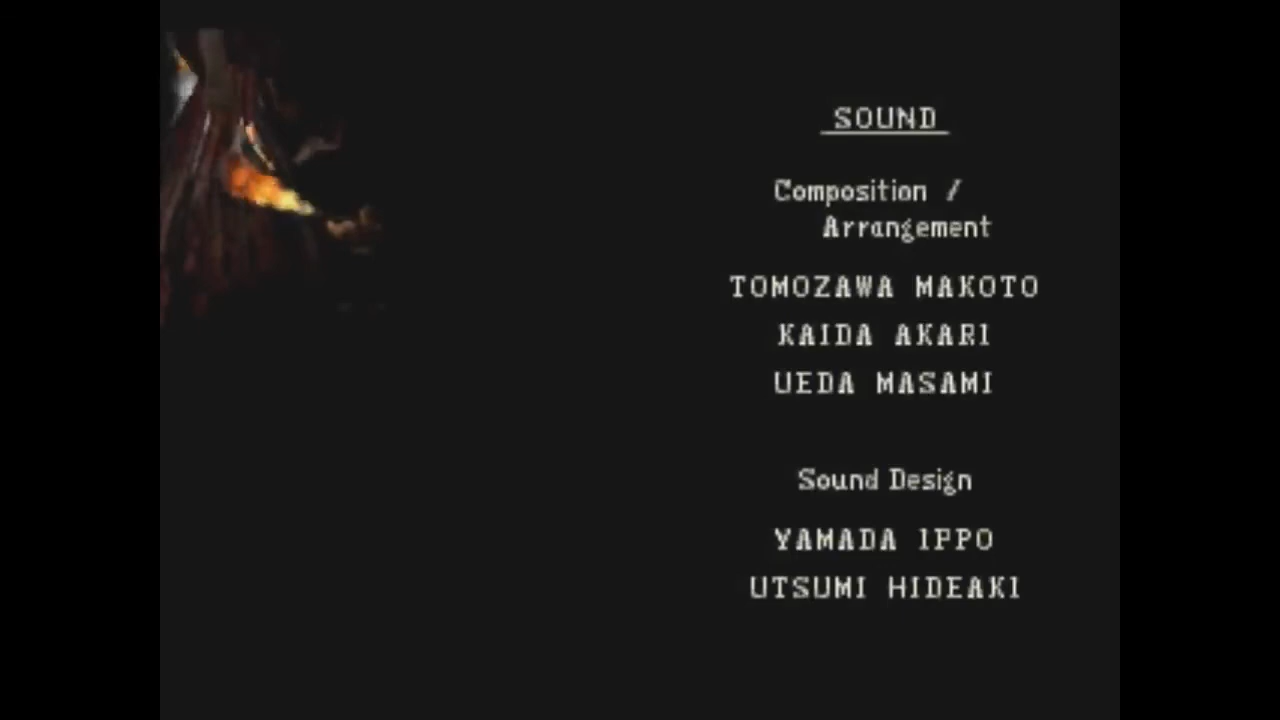 SOUND
Composition /
Arrangement
TOMOZAWA MAKOTO
KAIDA AKARI
UEDA MASAMI
Sound Design
YAMADA IPPO
UTSUMI HIDEAKI